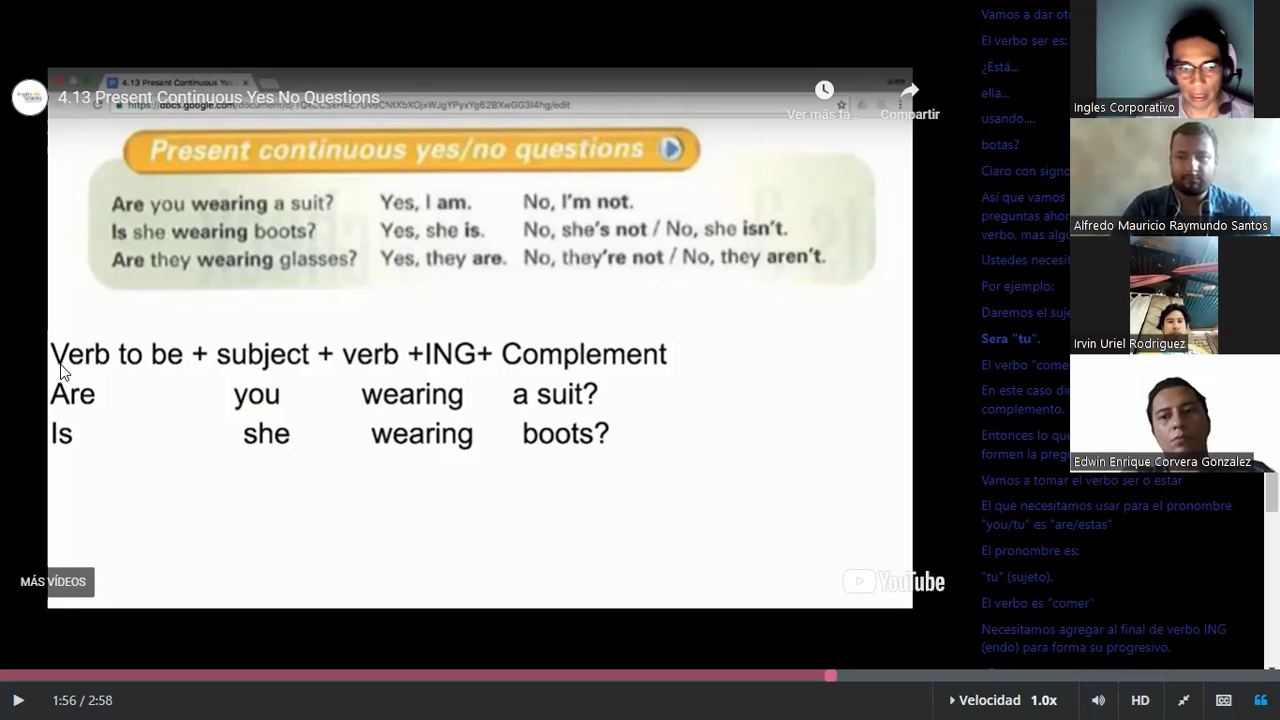 4.13 Present Continuous Yes No Questions
Ver más ta...
Compartir
Present continuous yes/no questions
Are you wearing a suit? Yes, I am. No, I'm not.
Is she wearing boots? Yes, she is. No, she's not / No, she isn't.
Are they wearing glasses? Yes, they are. No, they're not / No, they aren't.
Verb to be + subject + verb +ING+ Complement
Are you wearing a suit?
Is she wearing boots?
MÁS VÍDEOS
YouTube
1:56 / 2:58
Velocidad 1.0x
HD
Vamos a dar otr
El verbo ser es:
¿Está...
ella...
usando....
botas?
Claro con signo
Así que vamos
preguntas ahor
verbo, mas algú
Ustedes necesit
Por ejemplo:
Daremos el suje
Sera "tu".
El verbo "come
En este caso di
complemento.
Entonces lo que
formen la pregu
Vamos a tomar el verbo ser o estar
El que necesitamos usar para el pronombre
"you/tu" es "are/estas"
El pronombre es:
"tu" (sujeto).
El verbo es "comer"
Necesitamos agregar al final de verbo ING
(endo) para forma su progresivo.
Ingles Corporativo
Alfredo Mauricio Raymundo Santos
Irvin Uriel Rodriguez
Edwin Enrique Corvera Gonzalez